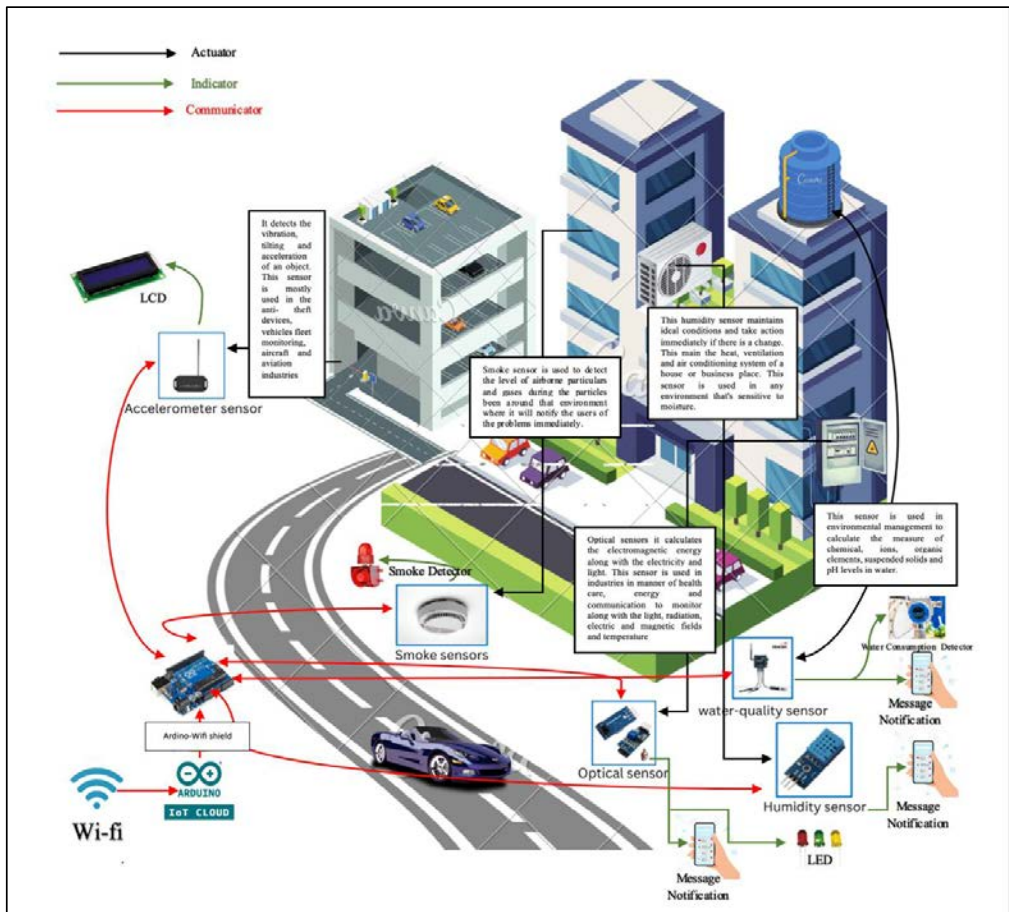 Actuator
Indicator
Communicator
It detects the
vibration,
tilting and
acceleration
of an object.
This sensor
is mostly
used in the
anti- theft
devices,
vehicles fleet
monitoring,
aircraft and
aviation
industries
LCD
Accelerometer sensor
Canva
Canva
Smoke sensor is used to detect
the level of airborne particulars
and gases during the particles
been around that environment
where it will notify the users of
the problems immediately.
This humidity sensor maintains
ideal conditions and take action
immediately if there is a change.
This main the heat, ventilation
and air conditioning system of a
house or business place. This
sensor is used in any
environment that's sensitive to
moisture.
Optical sensors it calculates
the electromagnetic energy
along with the electricity and
light. This sensor is used in
industries in manner of health
care, energy and
communication to monitor
along with the light, radiation,
electric and magnetic fields
and temperature
This sensor is used in
environmental management to
calculate the measure of
chemical, ions, organic
elements, suspended solids and
pH levels in water.
Smoke Detector
Smoke sensors
Water Consumption Detector
water-quality sensor
Message
Notification
Ardino-Wifi shield
Optical sensor
Humidity sensor
Message
Notification
ARDUINO
IoT CLOUD
Wi-fi
LED
Message
Notification